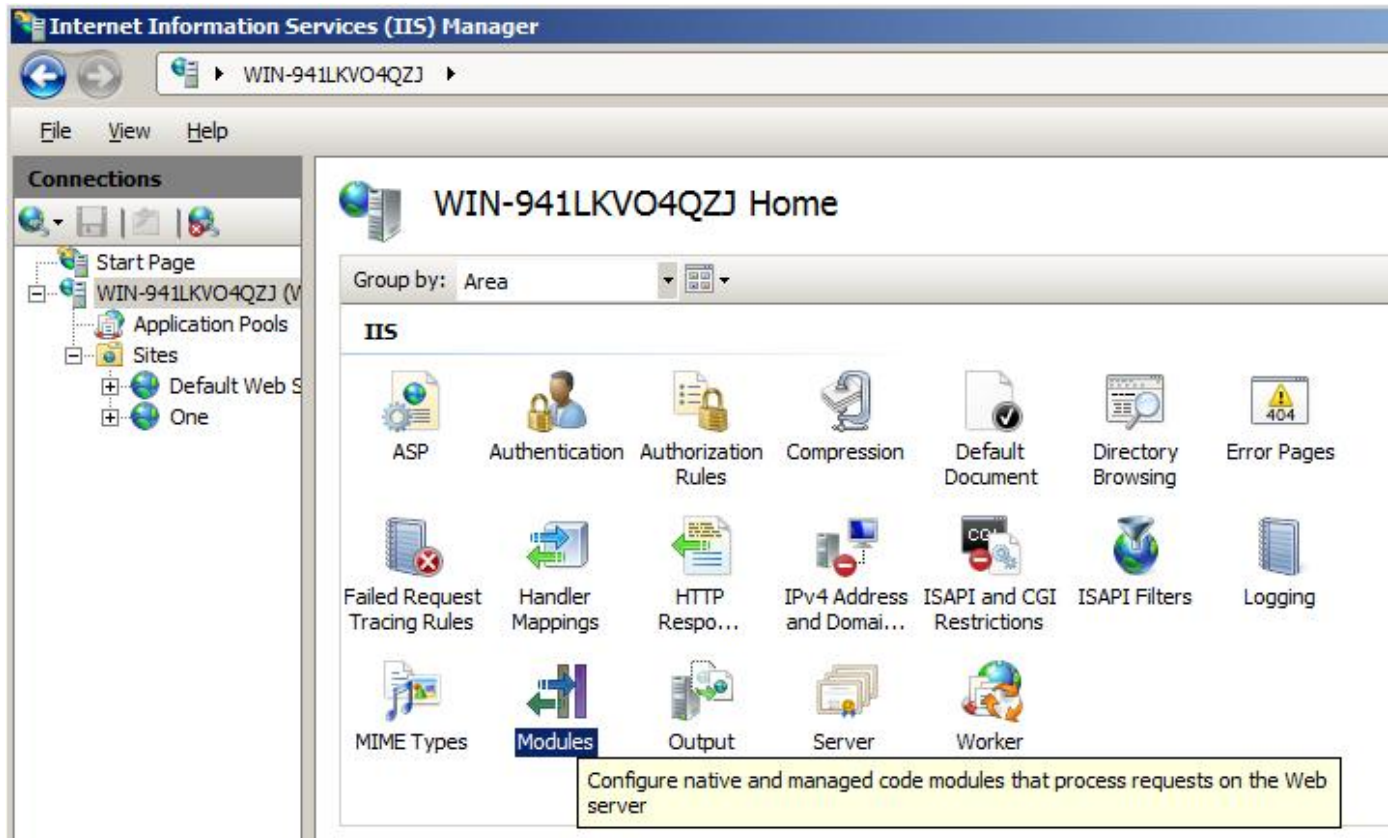 Internet Information Services (IIS) Manager
WIN-941LKVO4QZJ
File View Help
Connections
Start Page
WIN-941LKVO4QZJ (W
Application Pools
Sites
Default Web S
One
WIN-941LKVO4QZJ Home
Group by: Area
IIS
ASP
Authentication
Authorization
Rules
Compression
Default
Document
Directory
Browsing
404
Error Pages
Failed Request
Tracing Rules
Handler
Mappings
HTTP
Respo...
IPv4 Address
and Domai...
ISAPI and CGI
Restrictions
ISAPI Filters
Logging
MIME Types
Modules
Output
Server
Worker
Configure native and managed code modules that process requests on the Web
server